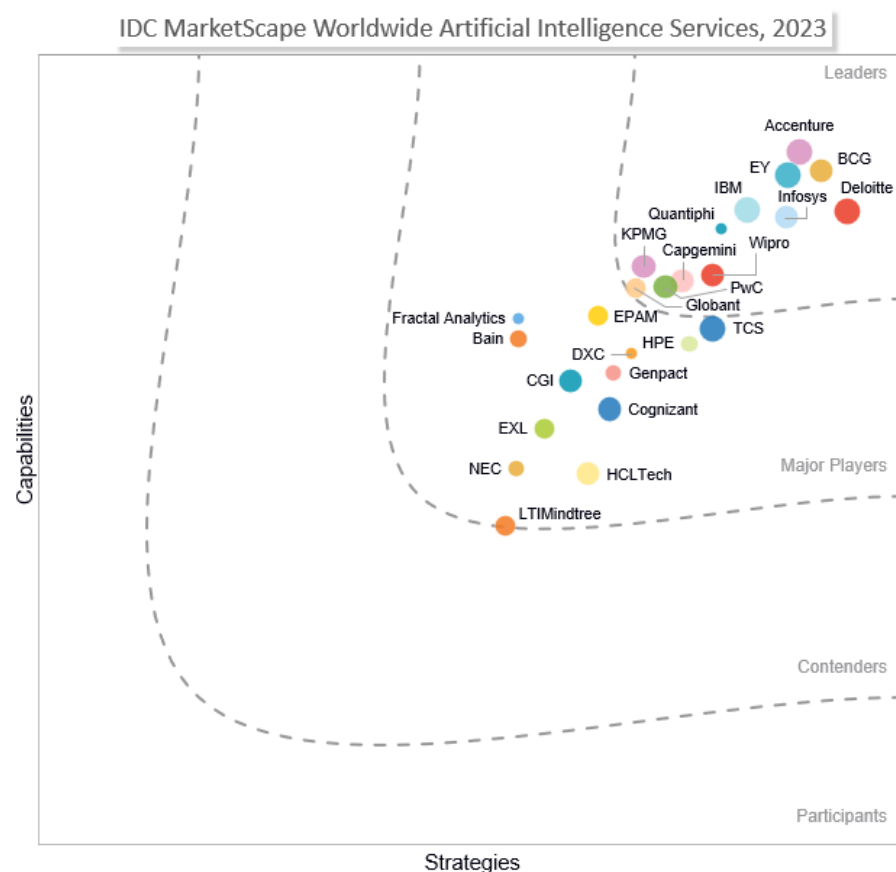 IDC MarketScape Worldwide Artificial Intelligence Services, 2023
Leaders
Accenture
EY
BCG
IBM
Infosys
Deloitte
Quantiphi
KPMG
Capgemini
Wipro
PwC
Globant
Fractal Analytics
EPAM
TCS
Bain
HPE
DXC
CGI
Genpact
Cognizant
EXL
Capabilities
Major Players
NEC
HCLTech
LTIMindtree
Contenders
Participants
Strategies